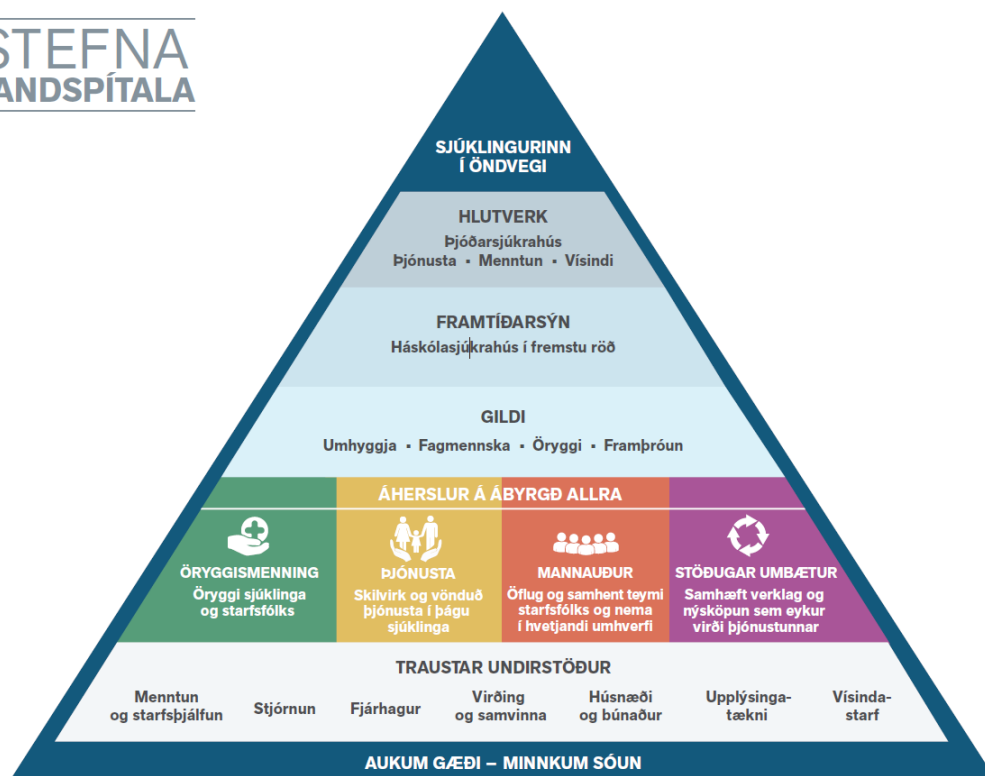 STEFNA
ANDSPÍTALA
SJÚKLINGURINN
Í ÖNDVEGI
HLUTVERK
Þjóðarsjúkrahús
Þjónusta ▪ Menntun ▪ Vísindi
FRAMTÍÐARSÝN
Háskólasjúkrahús í fremstu röð
GILDI
Umhyggja ▪ Fagmennska ▪ Öryggi ▪ Framþróun
ÁHERSLUR Á ÁBYRGÐ ALLRA
ÖRYGGISMENNING
Öryggi sjúklinga
og starfsfólks
ÞJÓNUSTA
Skilvirk og vönduð
þjónusta í þágu
sjúklinga
MANNAUÐUR
Öflug og samhent teymi
starfsfólks og nema
í hvetjandi umhverfi
STÖÐUGAR UMBÆTUR
Samhæft verklag og
nýsköpun sem eykur
virði þjónustunnar
TRAUSTAR UNDIRSTÖÐUR
Menntun
og starfsþjálfun
Stjórnun
Fjárhagur
Virðing
og samvinna
Húsnæði
og búnaður
Upplýsinga-
tækni
Vísinda-
starf
AUKUM GÆÐI – MINNKUM SÓUN